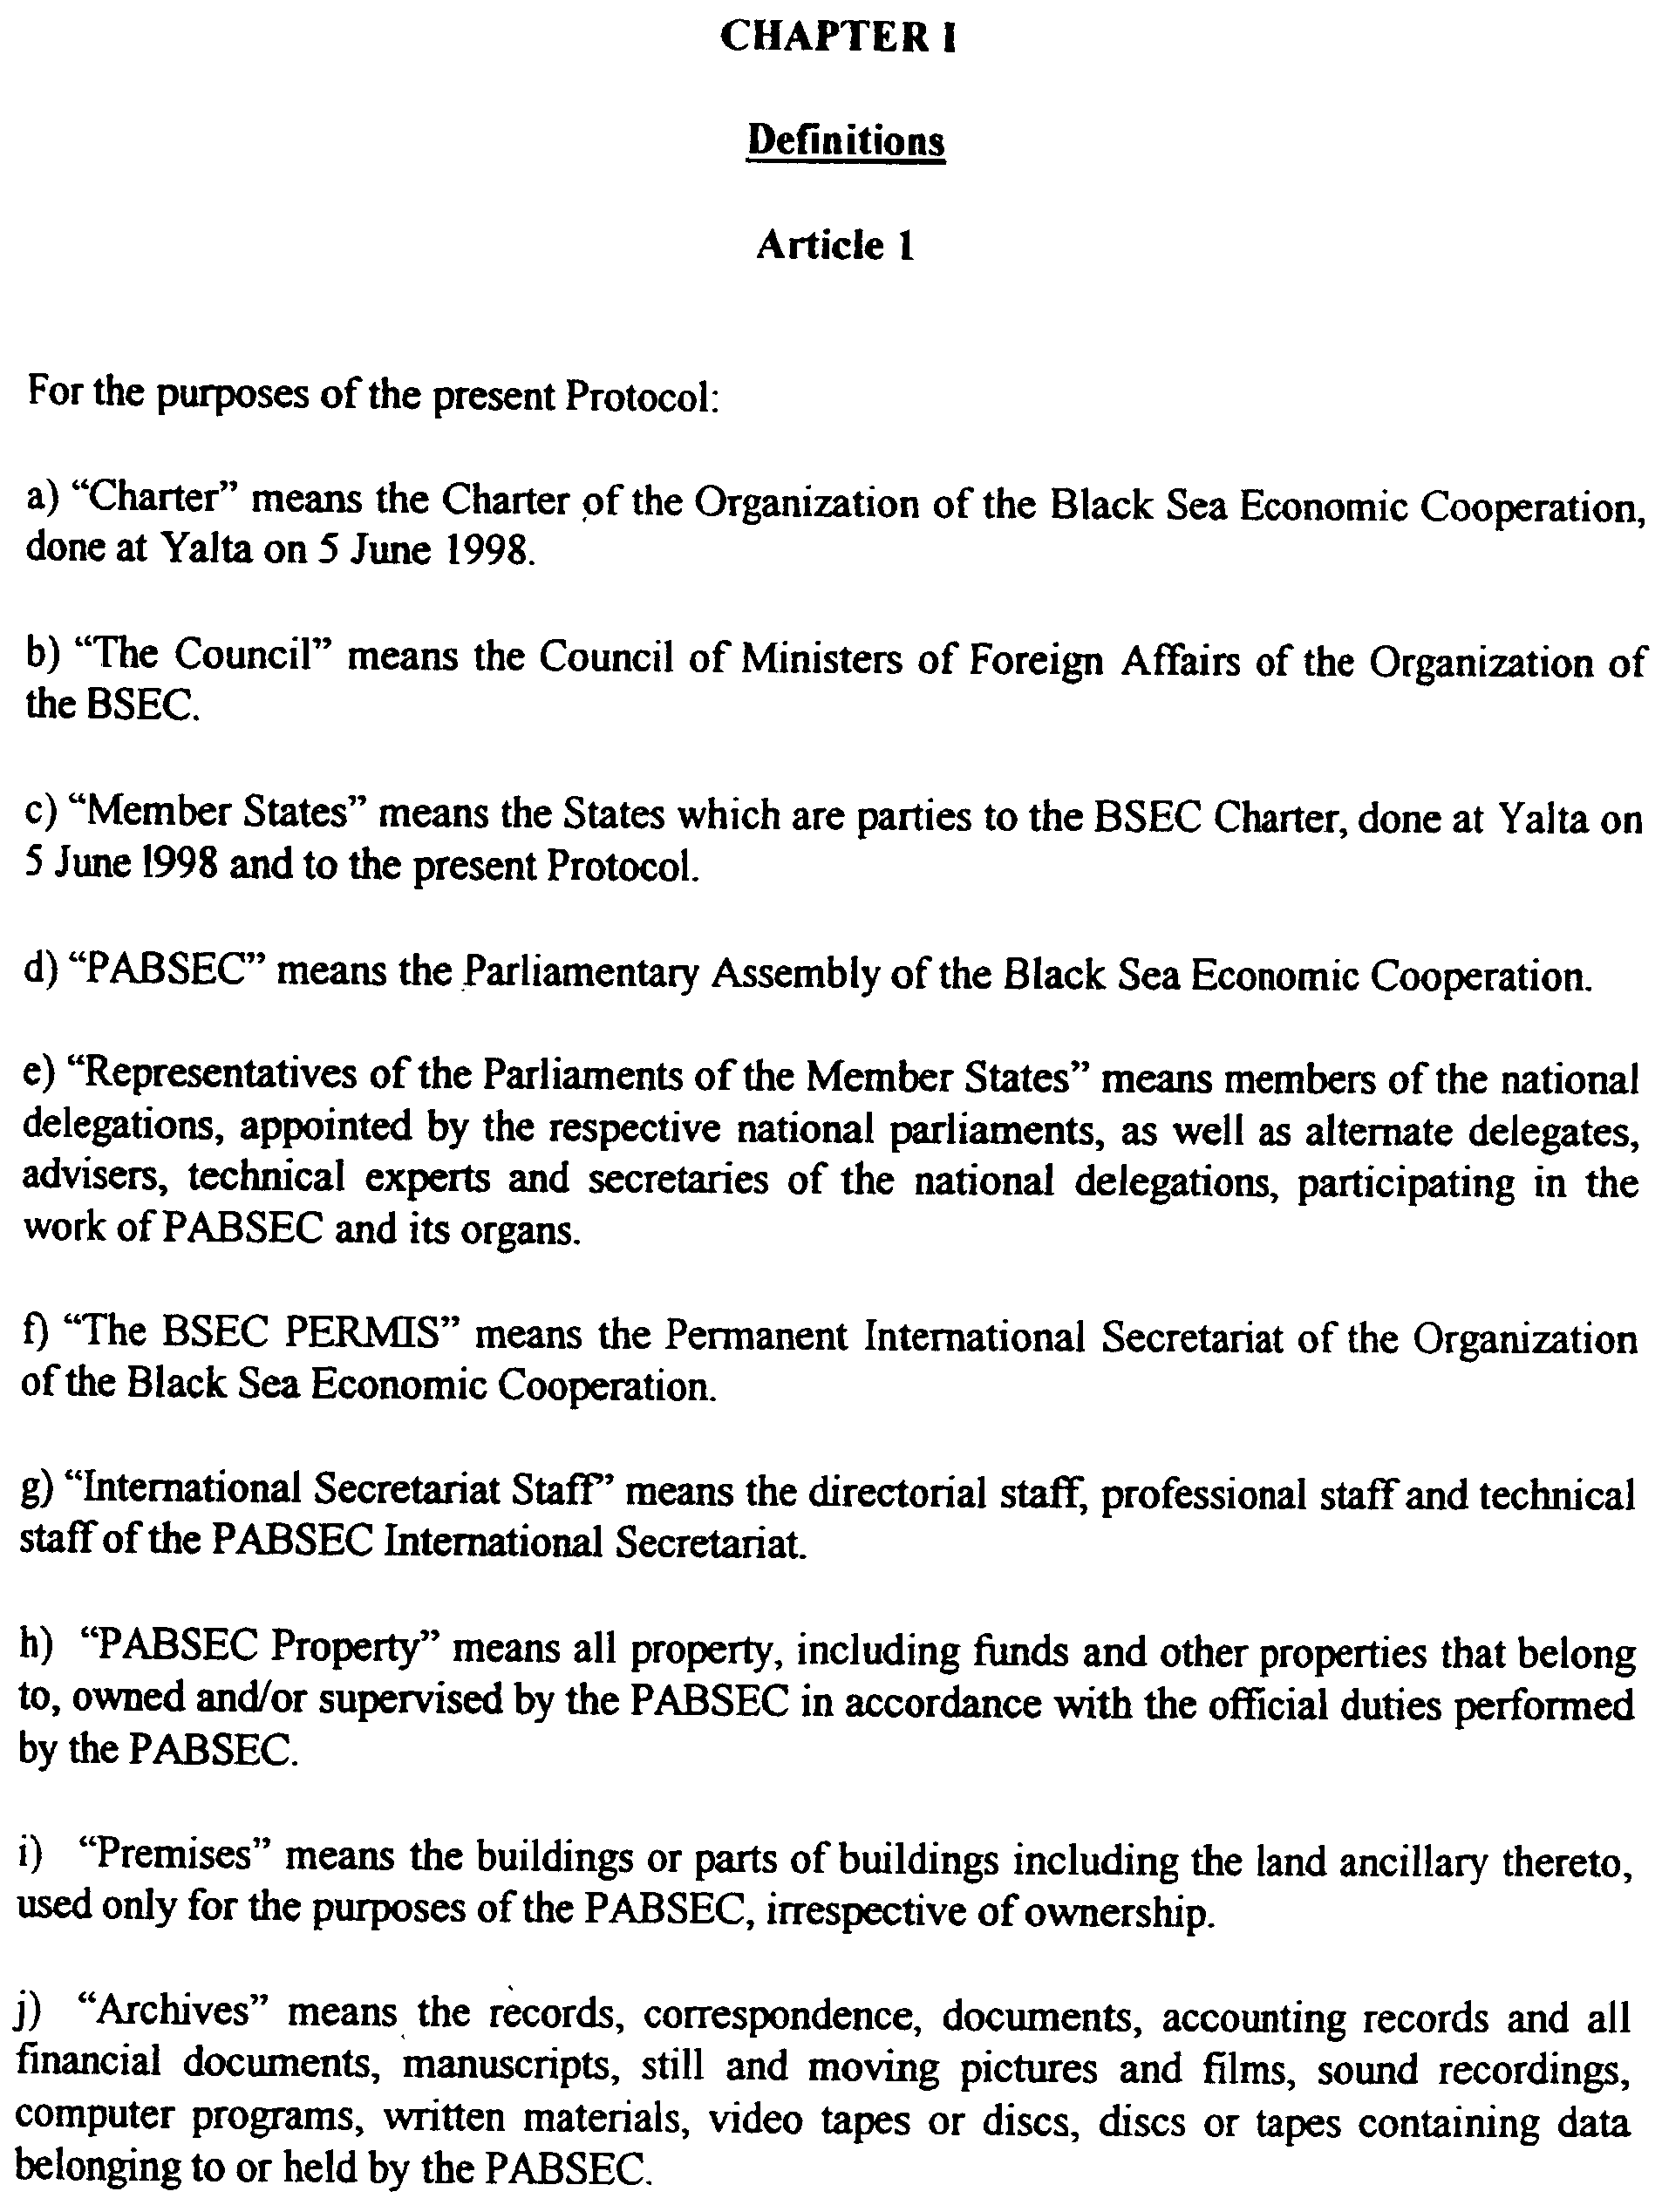 CHAPTER I
Definitions
Article 1
For the purposes of the present Protocol:
a) “Charter” means the Charter of the Organization of the Black Sea Economic Cooperation,
done at Yalta on 5 June 1998.
b) “The Council” means the Council of Ministers of Foreign Affairs of the Organization of
the BSEC.
c) “Member States” means the States which are parties to the BSEC Charter, done at Yalta on
5 June 1998 and to the present Protocol.
d) “PABSEC” means the Parliamentary Assembly of the Black Sea Economic Cooperation.
e) “Representatives of the Parliaments of the Member States” means members of the national
delegations, appointed by the respective national parliaments, as well as alternate delegates,
advisers, technical experts and secretaries of the national delegations, participating in the
work of PABSEC and its organs.
f) “The BSEC PERMIS” means the Permanent International Secretariat of the Organization
of the Black Sea Economic Cooperation.
g) “International Secretariat Staff” means the directorial staff, professional staff and technical
staff of the PABSEC International Secretariat.
h) “PABSEC Property” means all property, including funds and other properties that belong
to, owned and/or supervised by the PABSEC in accordance with the official duties performed
by the PABSEC.
i) “Premises” means the buildings or parts of buildings including the land ancillary thereto,
used only for the purposes of the PABSEC, irrespective of ownership.
j) “Archives” means the records, correspondence, documents, accounting records and all
financial documents, manuscripts, still and moving pictures and films, sound recordings,
computer programs, written materials, video tapes or discs, discs or tapes containing data
belonging to or held by the PABSEC.